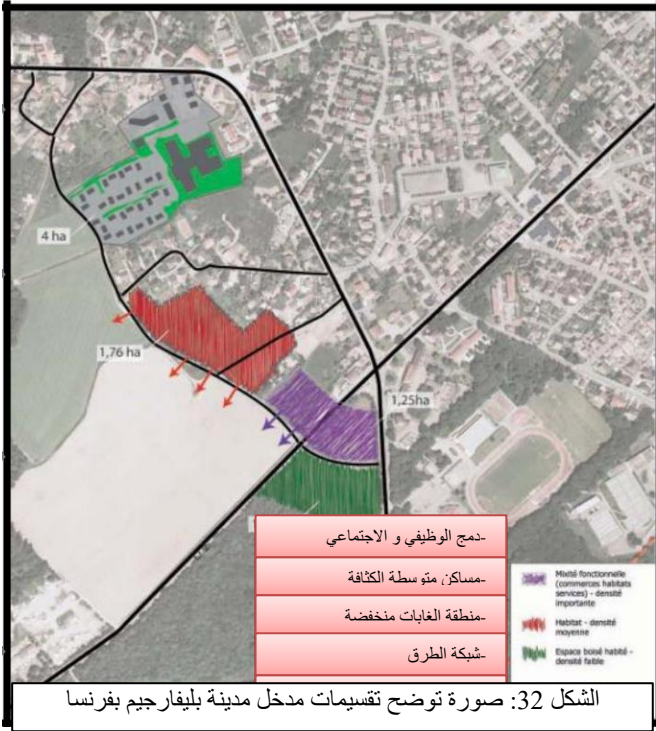 4 ha
1,76 ha
1,25ha
-دمج الوظيفي و الاجتماعي
-مساكن متوسطة الكثافة
-منطقة الغابات منخفضة
-شبكة الطرق
Mixité fonctionnelle
(commerces habitats
services) - densité
importante
Habitat - densité
moyenne
Espace boisé habité -
densité faible
الشكل 32: صورة توضح تقسيمات مدخل مدينة بليفارجيم بفرنسا